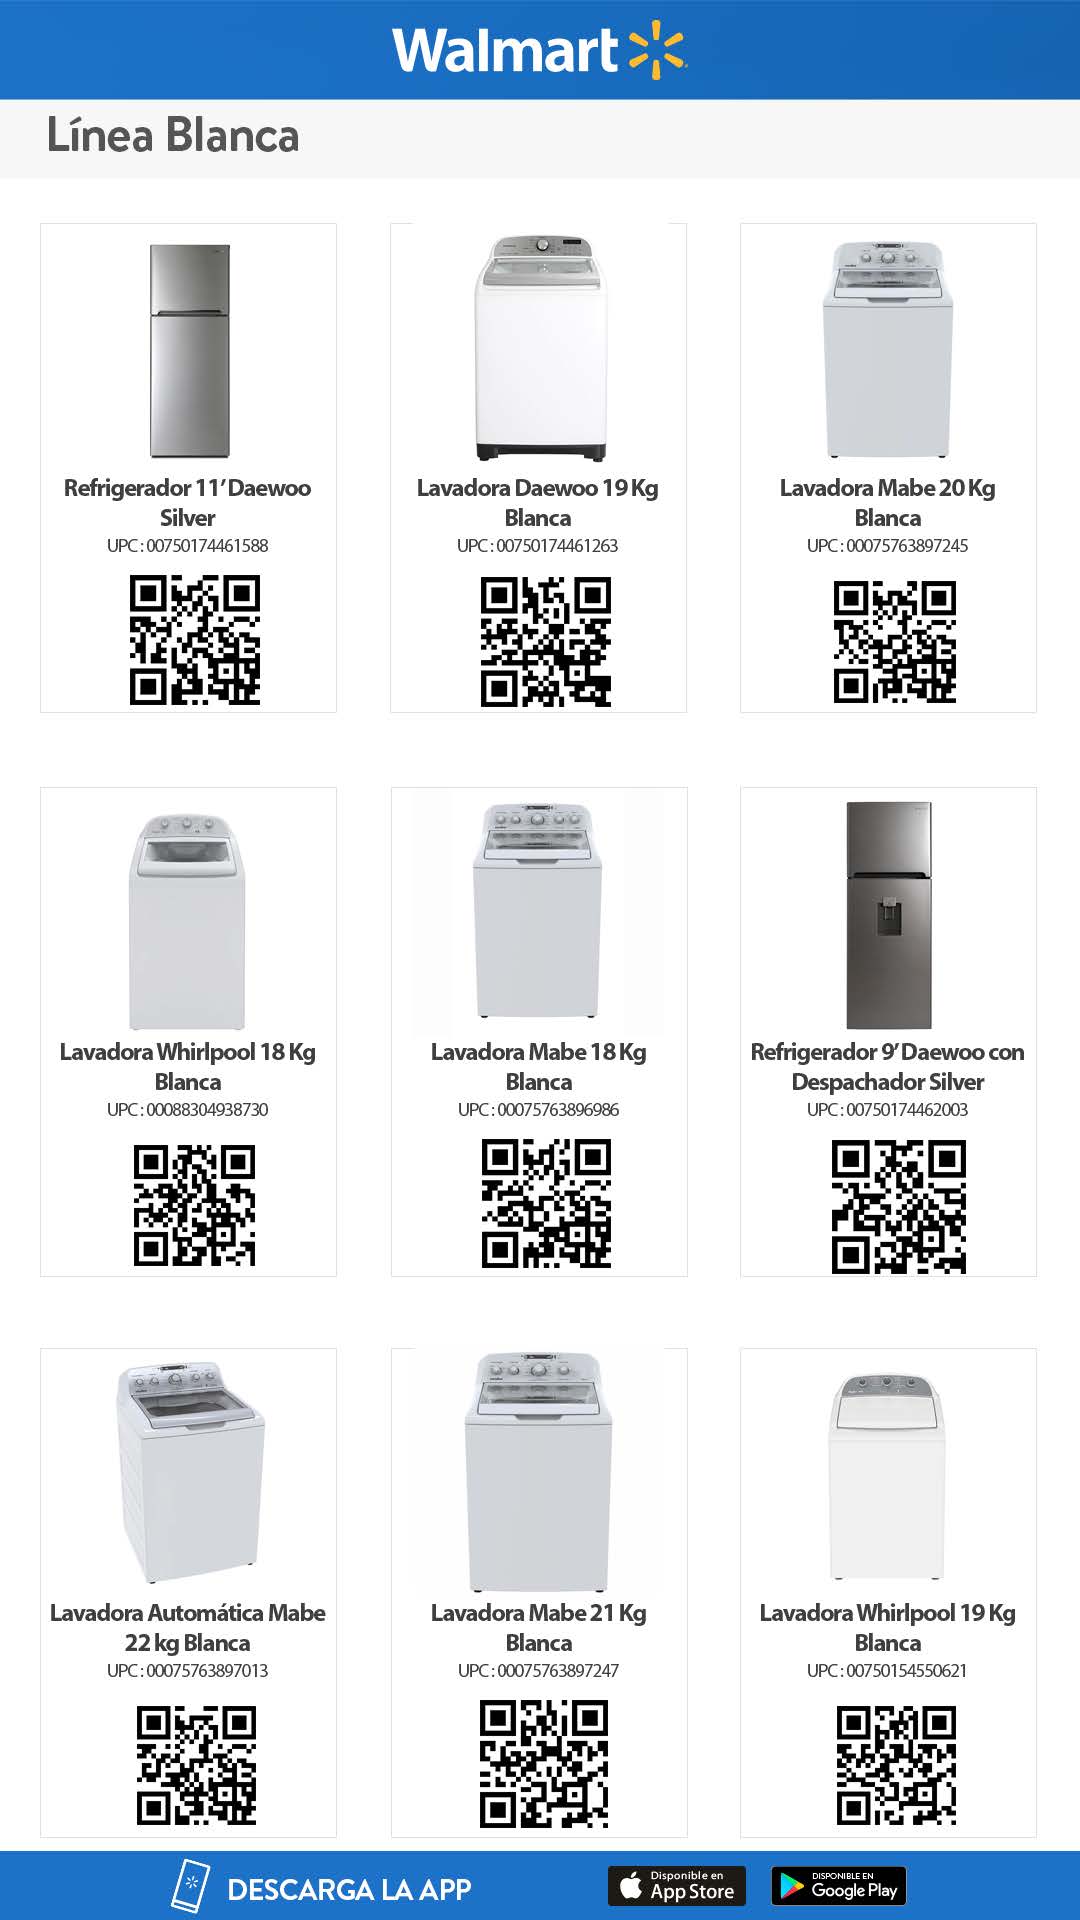 Walmart
Línea Blanca
Refrigerador 11' Daewoo
Silver
UPC : 00750174461588
Lavadora Daewoo 19 Kg
Blanca
UPC : 00750174461263
Lavadora Mabe 20 Kg
Blanca
UPC : 00075763897245
Lavadora Whirlpool 18 Kg
Blanca
UPC : 00088304938730
Lavadora Mabe 18 Kg
Blanca
UPC : 00075763896986
Refrigerador 9' Daewoo con
Despachador Silver
UPC : 00750174462003
Lavadora Automática Mabe
22 kg Blanca
UPC : 00075763897013
Lavadora Mabe 21 Kg
Blanca
UPC : 00075763897247
Lavadora Whirlpool 19 Kg
Blanca
UPC : 00750154550621
DESCARGA LA APP
Disponible en
App Store
DISPONIBLE EN
Google Play